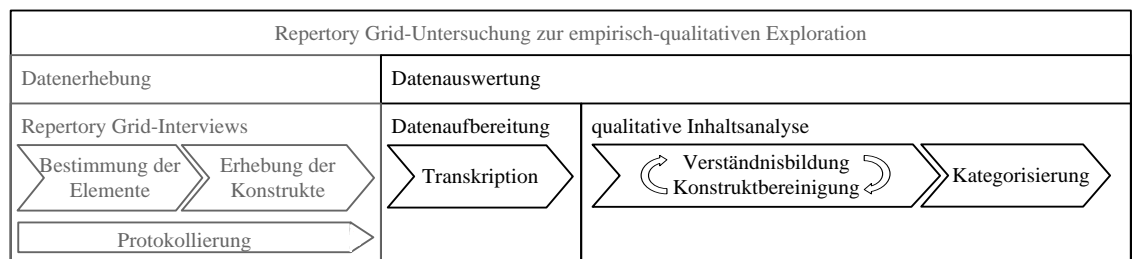 Repertory Grid-Untersuchung zur empirisch-qualitativen Exploration
Datenerhebung
Datenauswertung
Repertory Grid-Interviews
Datenaufbereitung
qualitative Inhaltsanalyse
Bestimmung der
Elemente
Erhebung der
Konstrukte
Transkription
Verständnisbildung
Konstruktbereinigung
Kategorisierung
Protokollierung